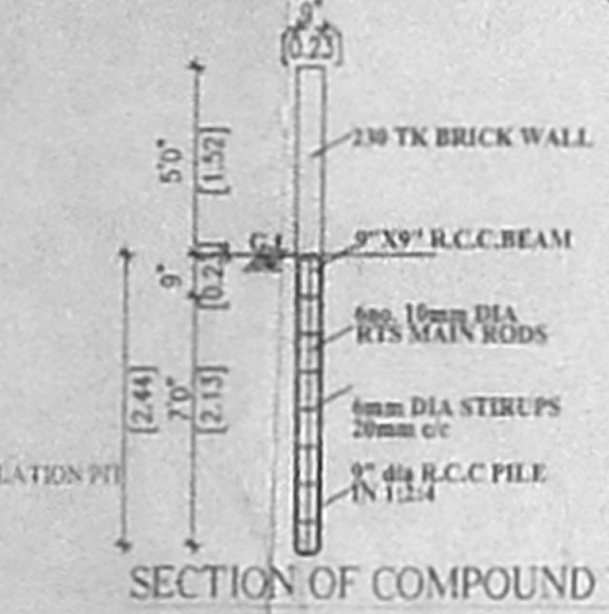 9"
[0.23]
230 TK BRICK WALL
5'0"
[1.52]
G.L
9"X9" R.C.C.BEAM
9"
6no. 10mm DIA
RTS MAIN RODS
[2.44]
7'0"
[2.13]
6mm DIA STIRUPS
20mm c/c
LATION PIT
9" dia R.C.C PILE
IN 1:2:4
SECTION OF COMPOUND